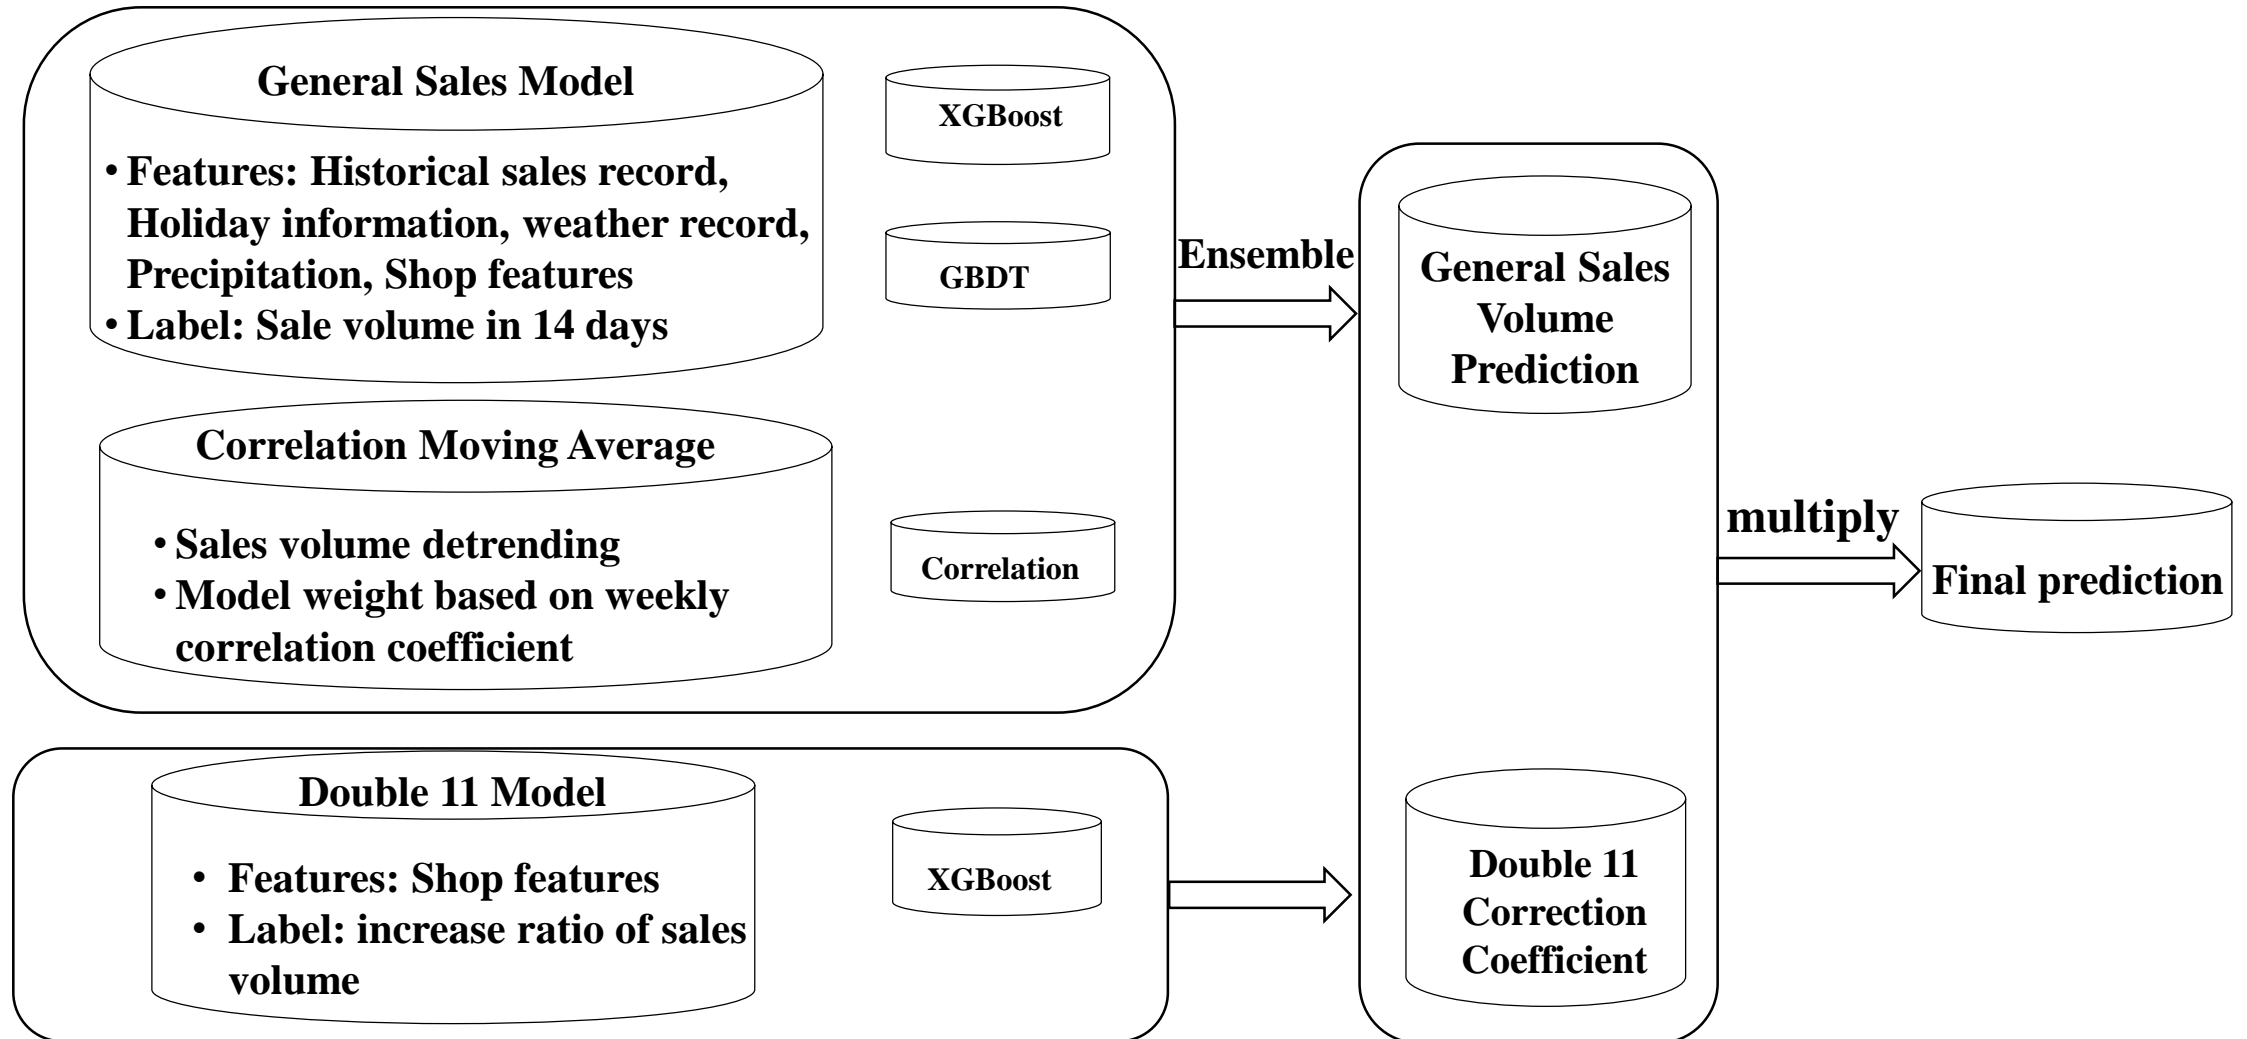 General Sales Model
• Features: Historical sales record,
Holiday information, weather record,
Precipitation, Shop features
• Label: Sale volume in 14 days
XGBoost
GBDT
Correlation Moving Average
• Sales volume detrending
• Model weight based on weekly
correlation coefficient
Correlation
Ensemble
General Sales
Volume
Prediction
multiply
Final prediction
Double 11 Model
• Features: Shop features
• Label: increase ratio of sales
volume
XGBoost
Double 11
Correction
Coefficient